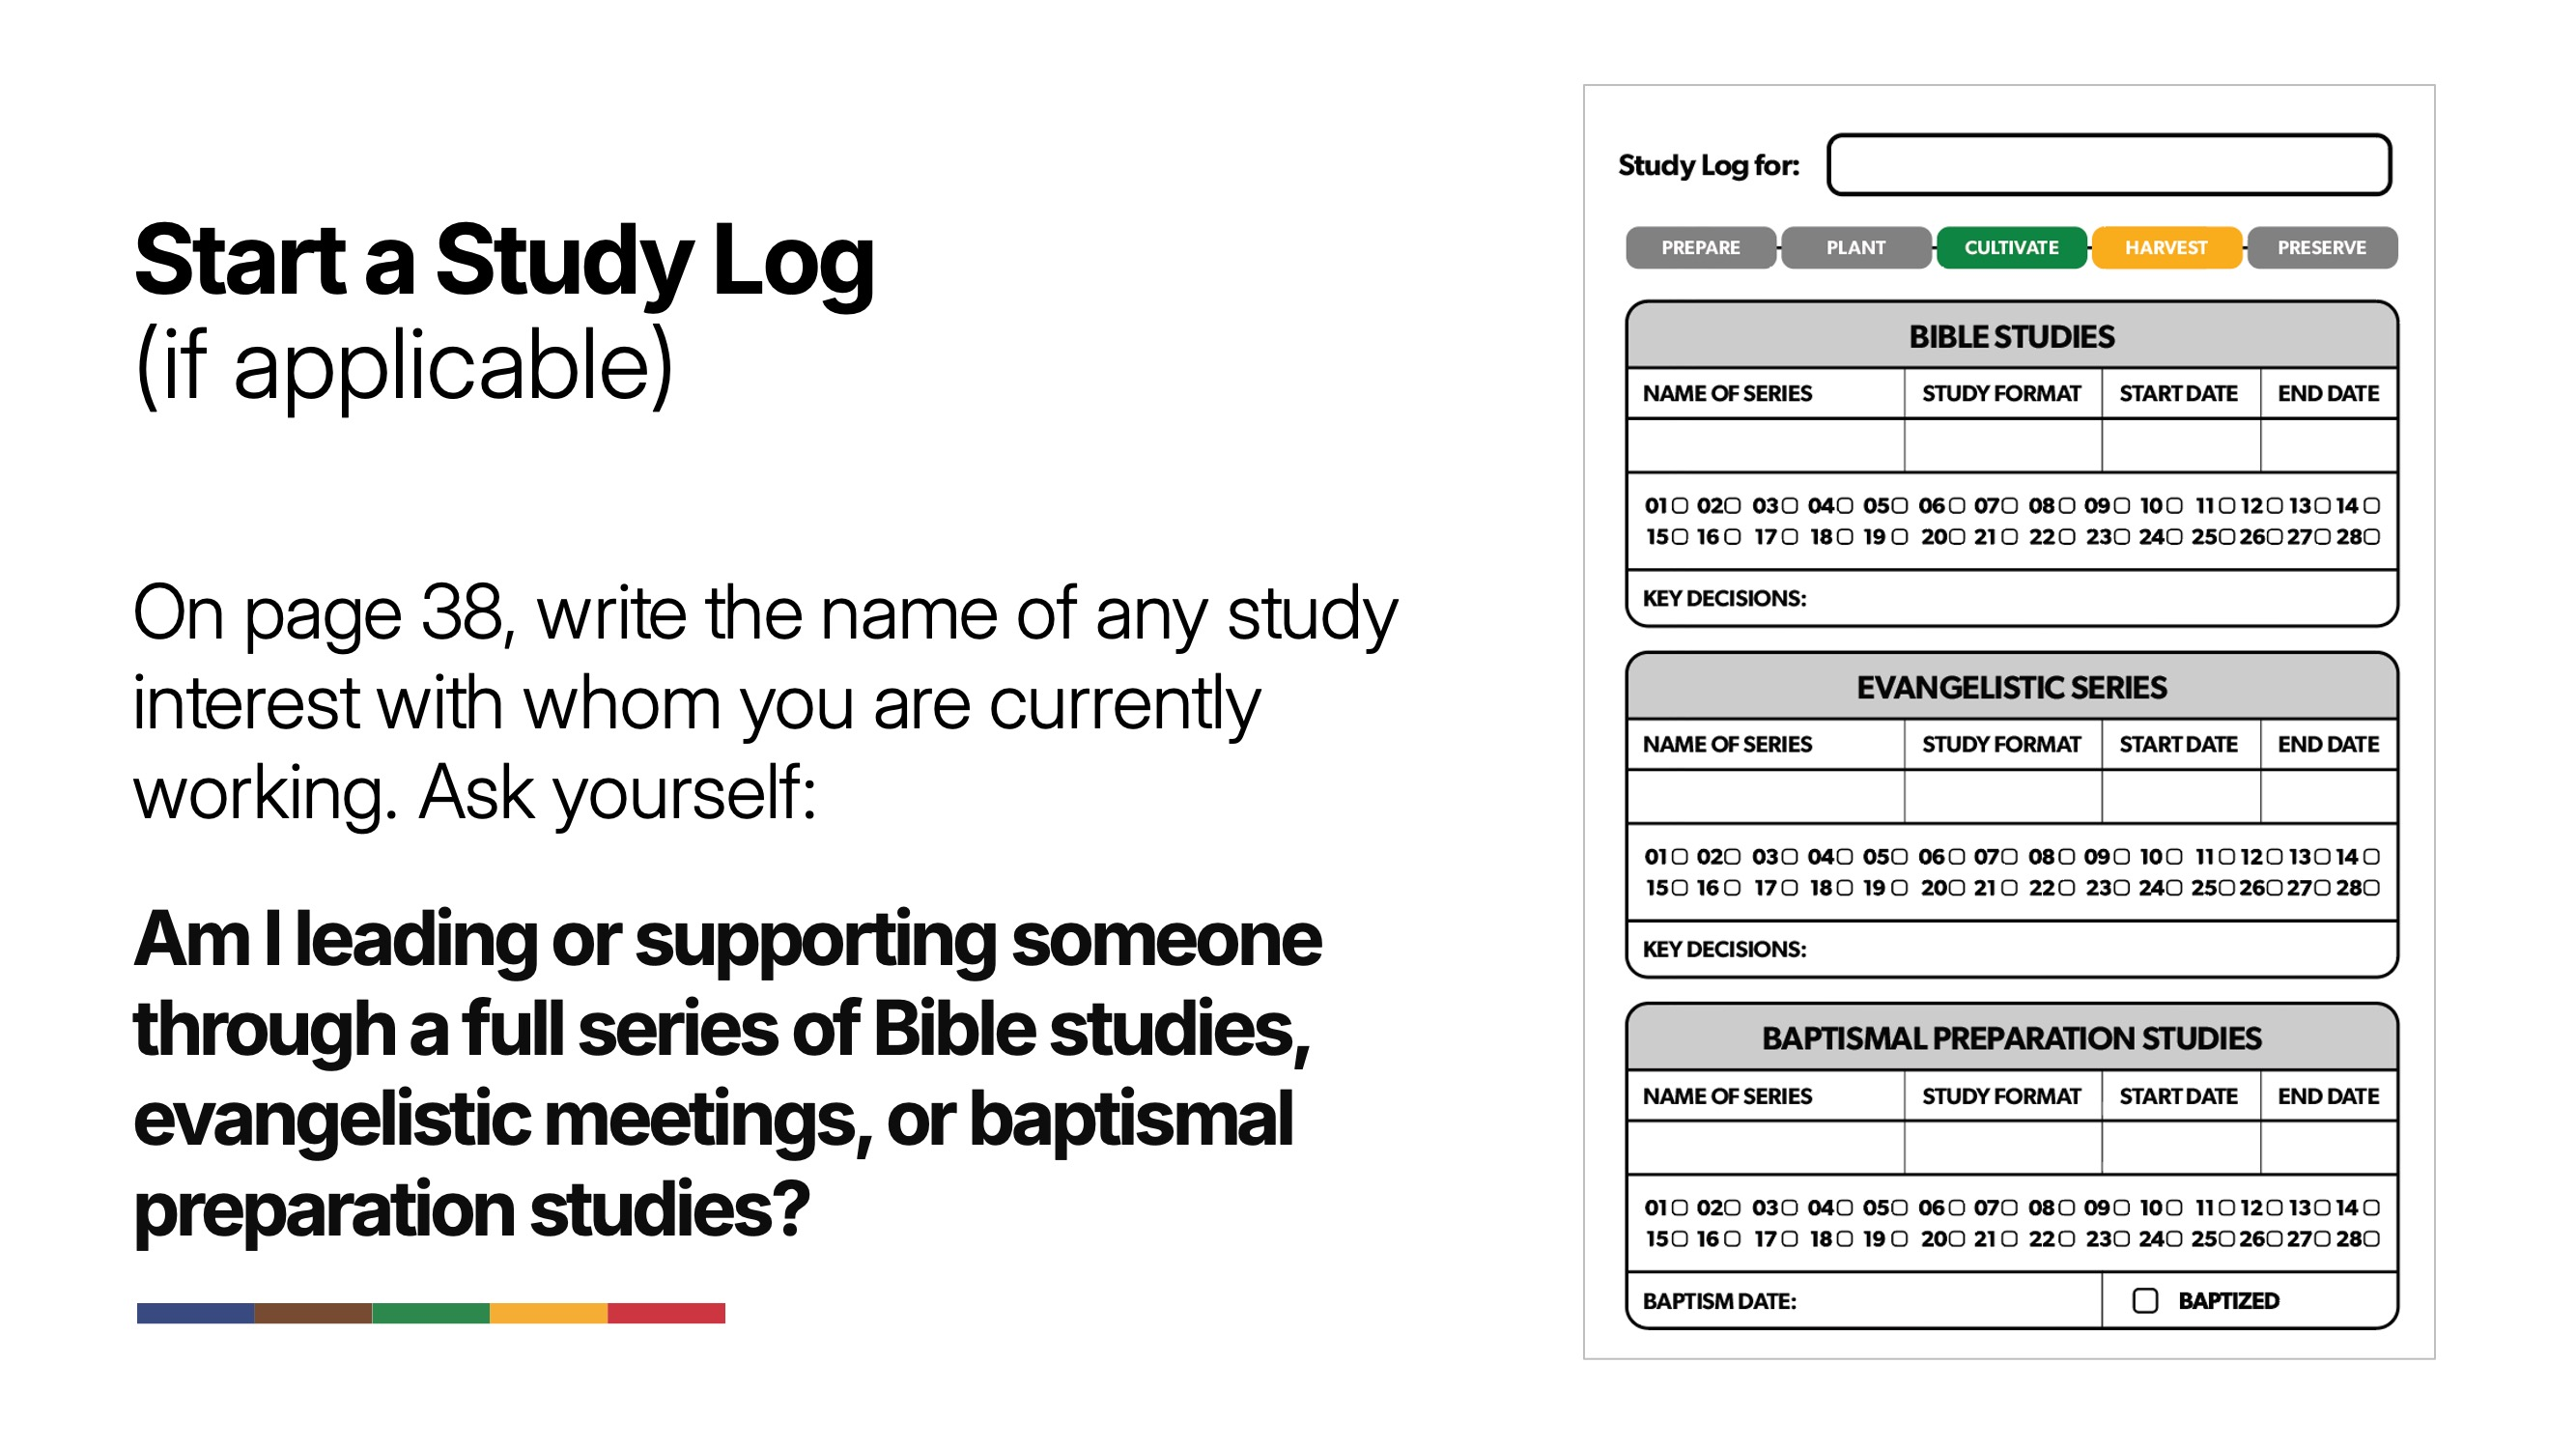 Start a Study Log
(if applicable)
On page 38, write the name of any study
interest with whom you are currently
working. Ask yourself:
Am I leading or supporting someone
through a full series of Bible studies,
evangelistic meetings, or baptismal
preparation studies?
Study Log for:
PREPARE PLANT CULTIVATE HARVEST PRESERVE
BIBLE STUDIES
NAME OF SERIES STUDY FORMAT START DATE END DATE
01 02 03 04 05 06 07 08 09 10 11 12 13 14
15 16 17 18 19 20 21 22 23 24 25 26 27 28
KEY DECISIONS:
EVANGELISTIC SERIES
NAME OF SERIES STUDY FORMAT START DATE END DATE
01 02 03 04 05 06 07 08 09 10 11 12 13 14
15 16 17 18 19 20 21 22 23 24 25 26 27 28
KEY DECISIONS:
BAPTISMAL PREPARATION STUDIES
NAME OF SERIES STUDY FORMAT START DATE END DATE
01 02 03 04 05 06 07 08 09 10 11 12 13 14
15 16 17 18 19 20 21 22 23 24 25 26 27 28
BAPTISM DATE: BAPTIZED